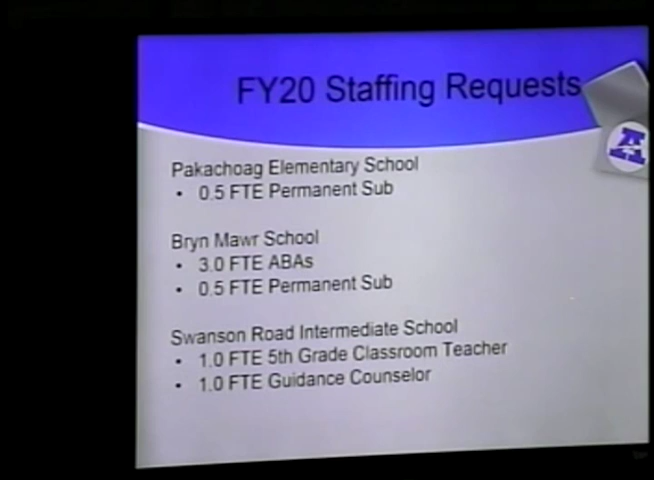 FY20 Staffing Requests
A
Pakachoag Elementary School
• 0.5 FTE Permanent Sub
Bryn Mawr School
• 3.0 FTE ABAs
• 0.5 FTE Permanent Sub
Swanson Road Intermediate School
• 1.0 FTE 5th Grade Classroom Teacher
• 1.0 FTE Guidance Counselor